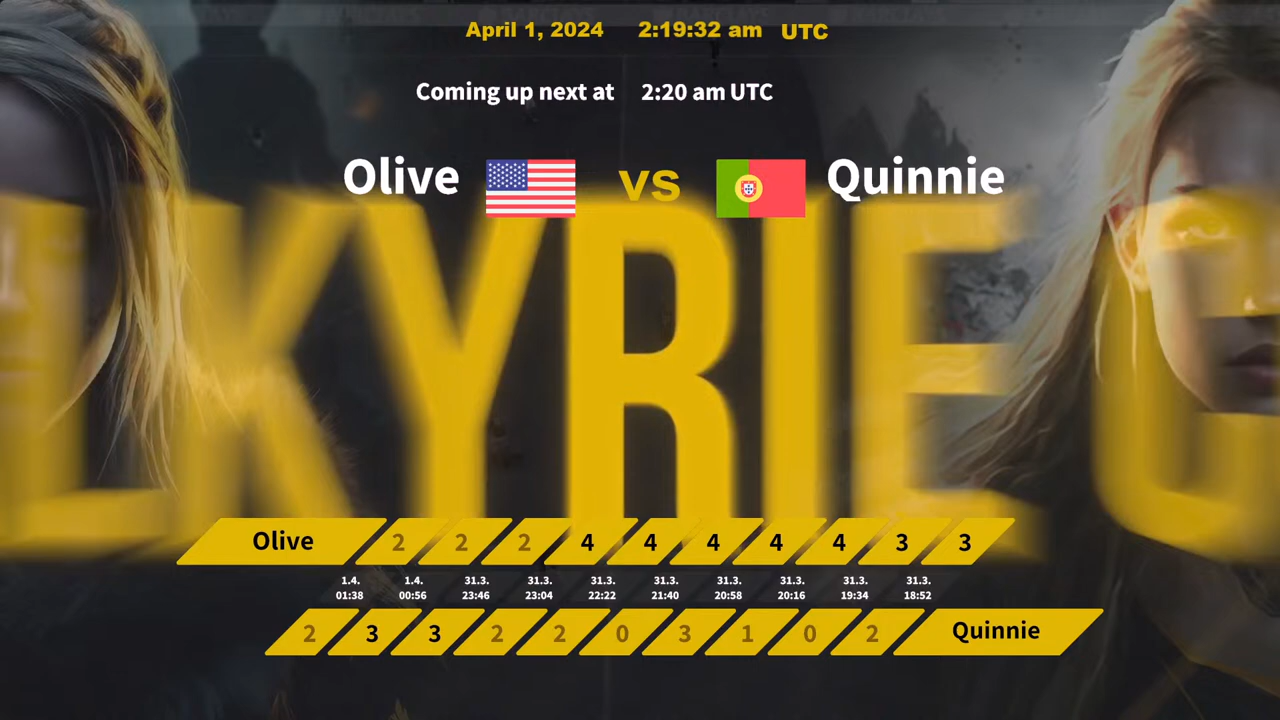 April 1, 2024 2:19:32 am UTC
Coming up next at 2:20 am UTC
Olive vs Quinnie
LKYRIE
Olive 2 2 2 4 4 4 4 4 3 3
1.4. 1.4. 31.3. 31.3. 31.3. 31.3. 31.3. 31.3. 31.3. 31.3.
01:38 00:56 23:46 23:04 22:22 21:40 20:58 20:16 19:34 18:52
2 3 3 2 2 0 3 1 0 2 Quinnie